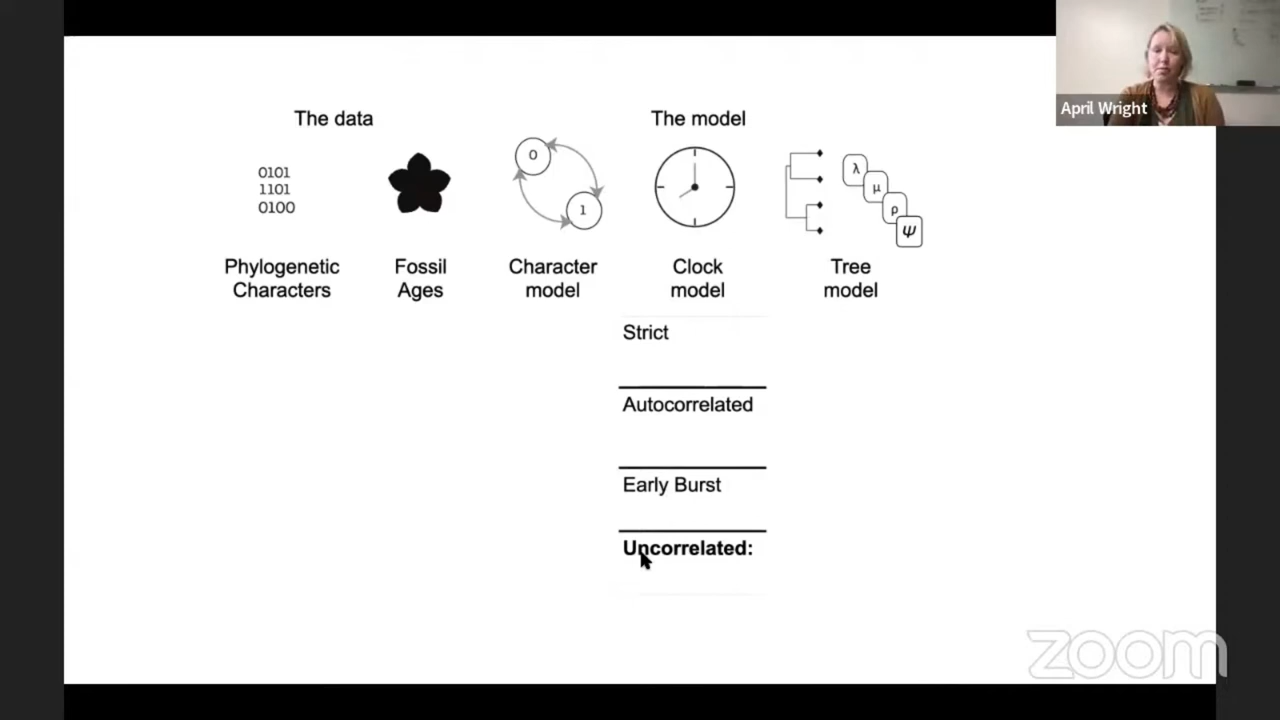 April Wright
The data
The model
0101
1101
0100
0
1
λ
μ
ρ
Ψ
Phylogenetic
Characters
Fossil
Ages
Character
model
Clock
model
Tree
model
Strict
Autocorrelated
Early Burst
Uncorrelated:
zoom